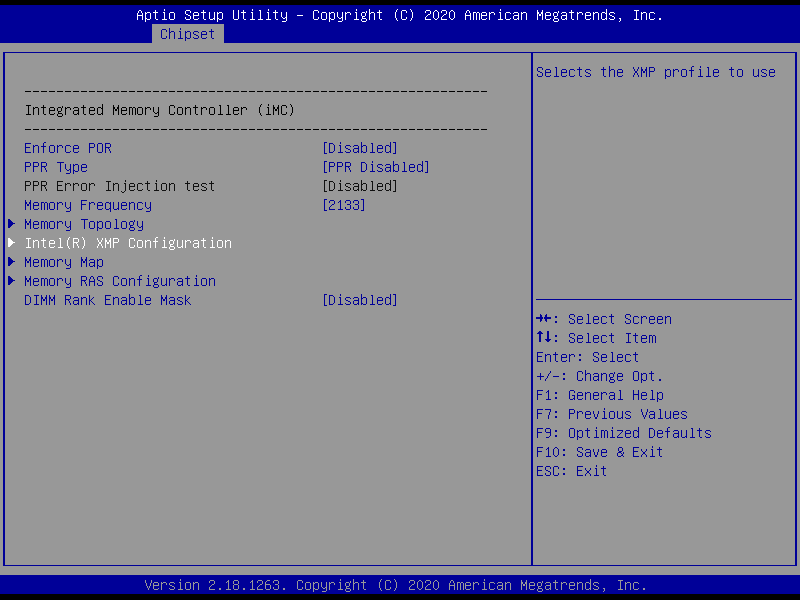 Aptio Setup Utility – Copyright (C) 2020 American Megatrends, Inc.
Chipset
--------------------------------------------------------
Integrated Memory Controller (iMC)
--------------------------------------------------------
Enforce POR [Disabled]
PPR Type [PPR Disabled]
PPR Error Injection test [Disabled]
Memory Frequency [2133]
Memory Topology
Intel(R) XMP Configuration
Memory Map
Memory RAS Configuration
DIMM Rank Enable Mask [Disabled]
Selects the XMP profile to use
→←: Select Screen
↑↓: Select Item
Enter: Select
+/-: Change Opt.
F1: General Help
F7: Previous Values
F9: Optimized Defaults
F10: Save & Exit
ESC: Exit
Version 2.18.1263. Copyright (C) 2020 American Megatrends, Inc.